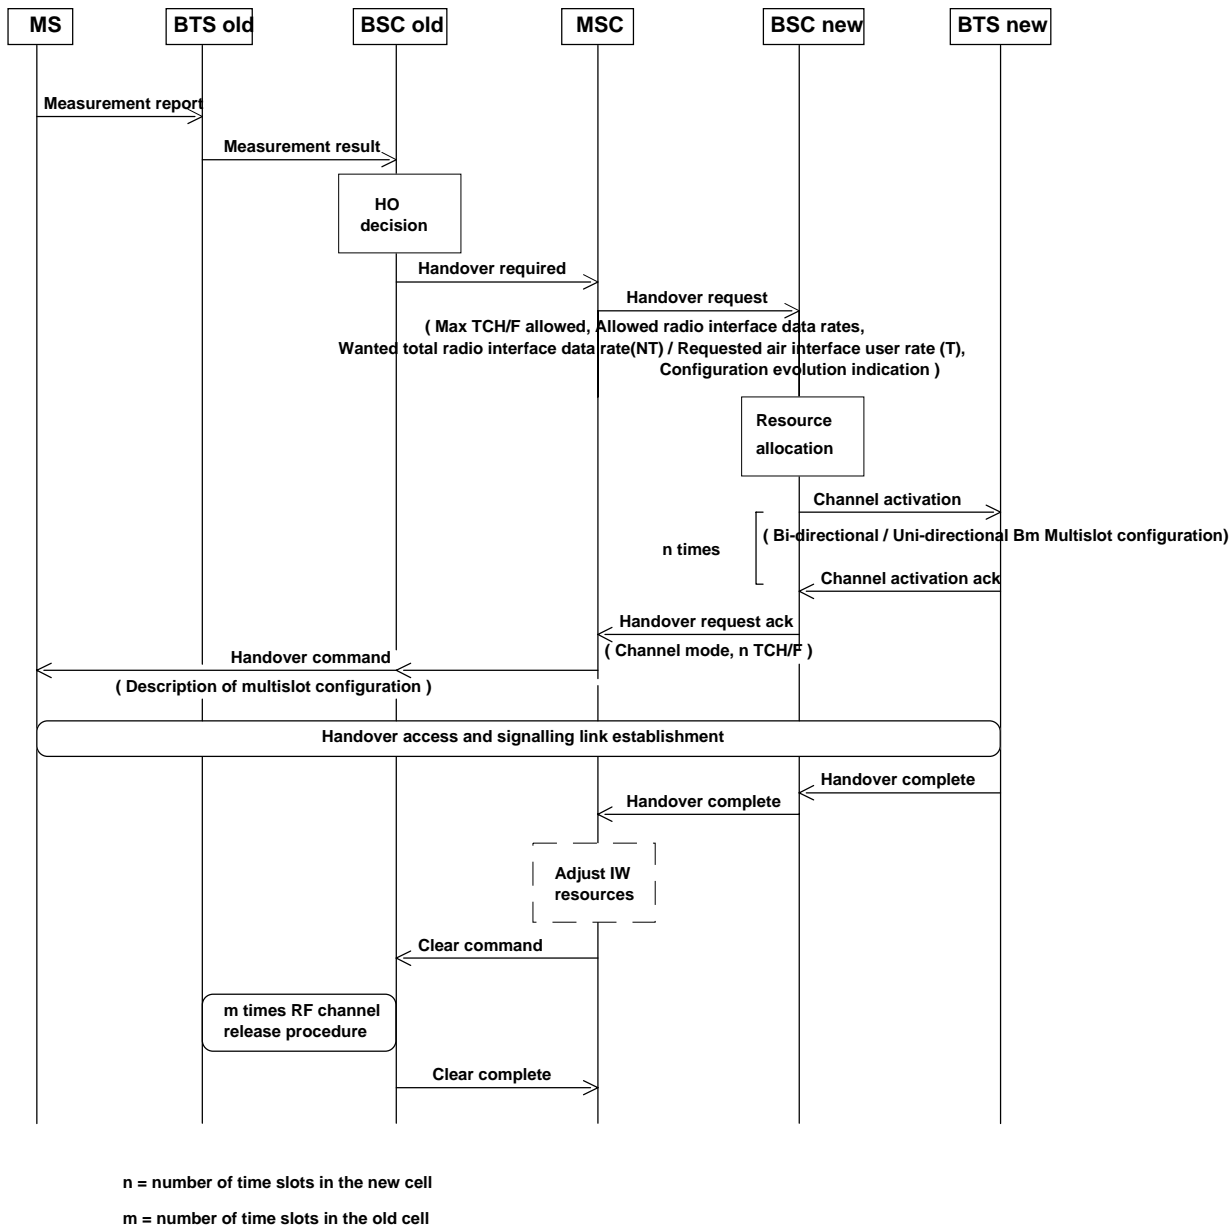 MS
BTS old
BSC old
MSC
BSC new
BTS new
Measurement report
Measurement result
HO
decision
Handover required
Handover request
( Max TCH/F allowed, Allowed radio interface data rates,
Wanted total radio interface data rate(NT) / Requested air interface user rate (T),
Configuration evolution indication )
Resource
allocation
Channel activation
( Bi-directional / Uni-directional Bm Multislot configuration)
n times
Channel activation ack
Handover request ack
( Channel mode, n TCH/F )
Handover command
( Description of multislot configuration )
Handover access and signalling link establishment
Handover complete
Handover complete
Adjust IW
resources
Clear command
m times RF channel
release procedure
Clear complete
n = number of time slots in the new cell
m = number of time slots in the old cell